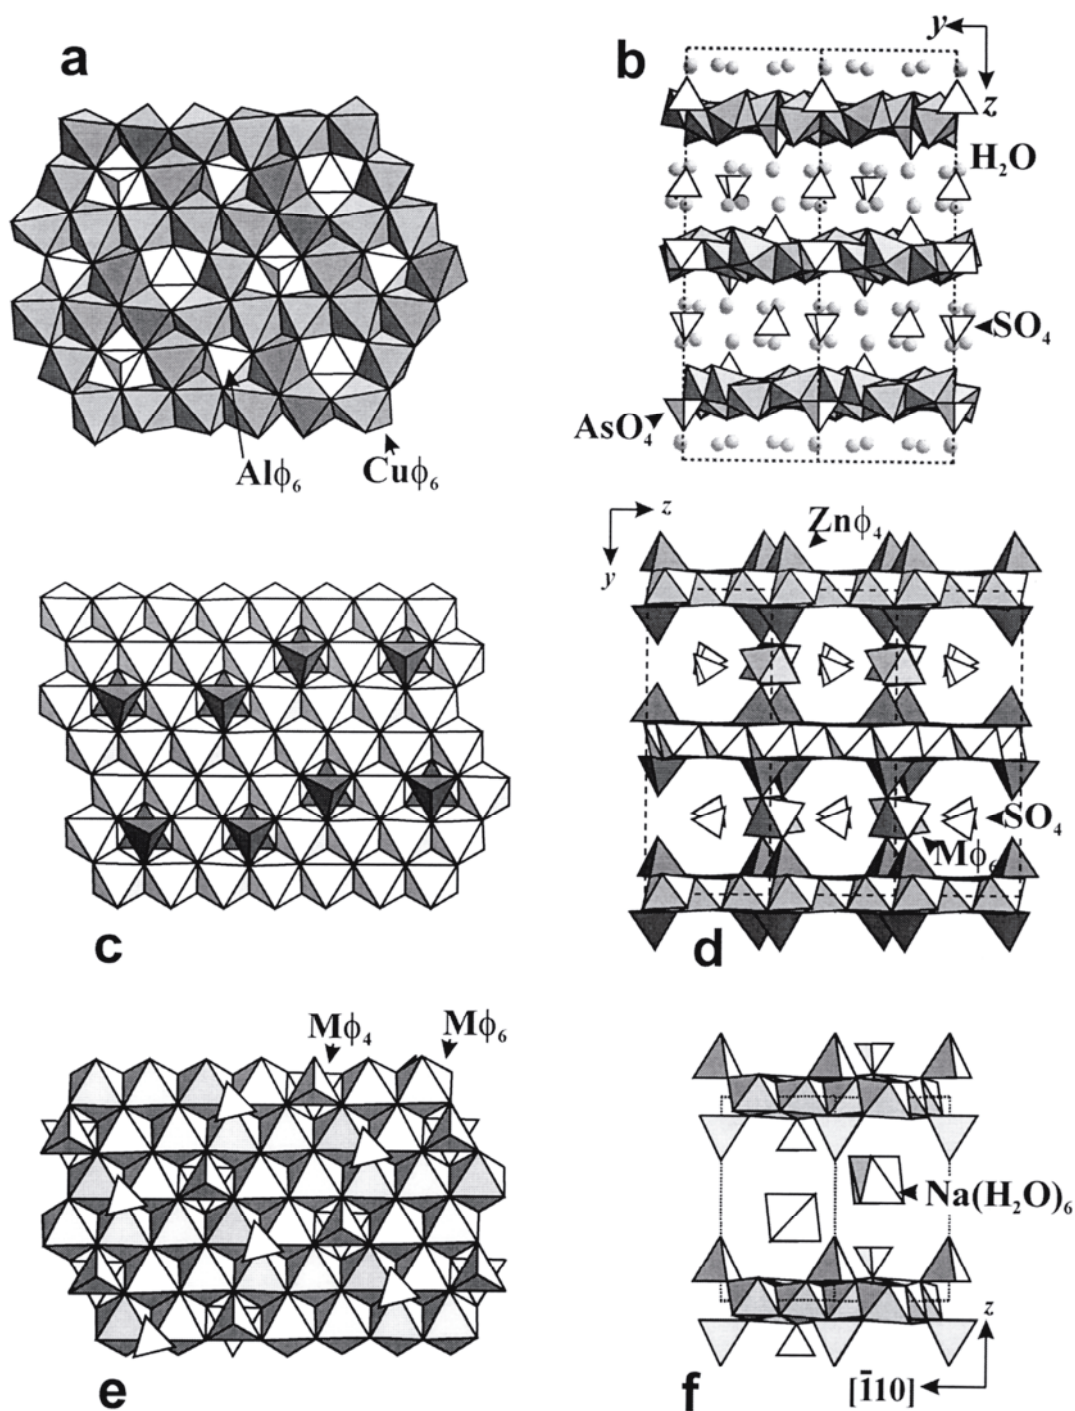 a
Alϕ₆
Cuϕ₆
b
y
z
H₂O
SO₄
AsO₄
c
z
y
Znϕ₄
SO₄
Mϕ₆
d
Mϕ₄
Mϕ₆
e
Na(H₂O)₆
z
[1̄10]
f